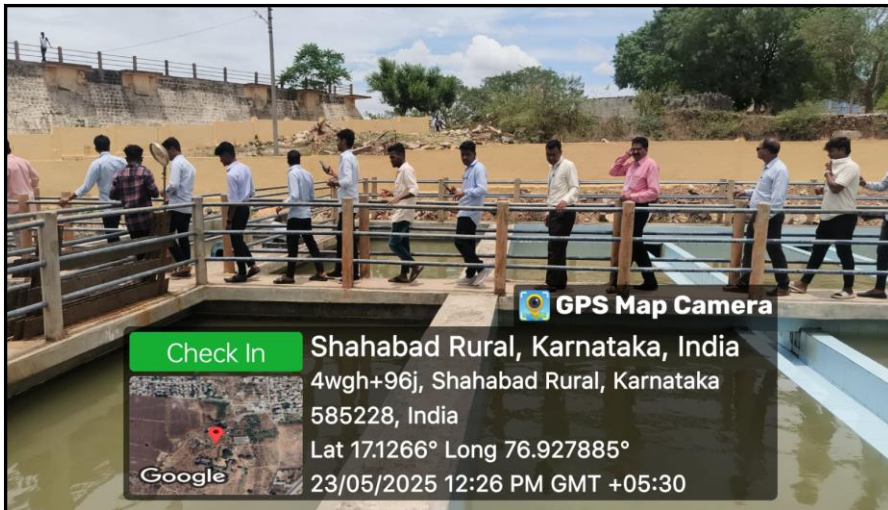 GPS Map Camera
Check In
Shahabad Rural, Karnataka, India
4wgh+96j, Shahabad Rural, Karnataka
585228, India
Lat 17.1266° Long 76.927885°
23/05/2025 12:26 PM GMT +05:30
Google